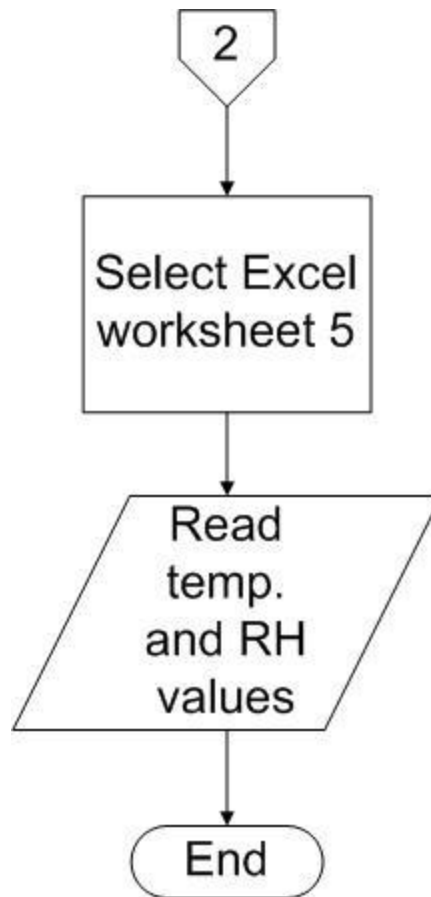 2
Select Excel
worksheet 5
Read
temp.
and RH
values
End